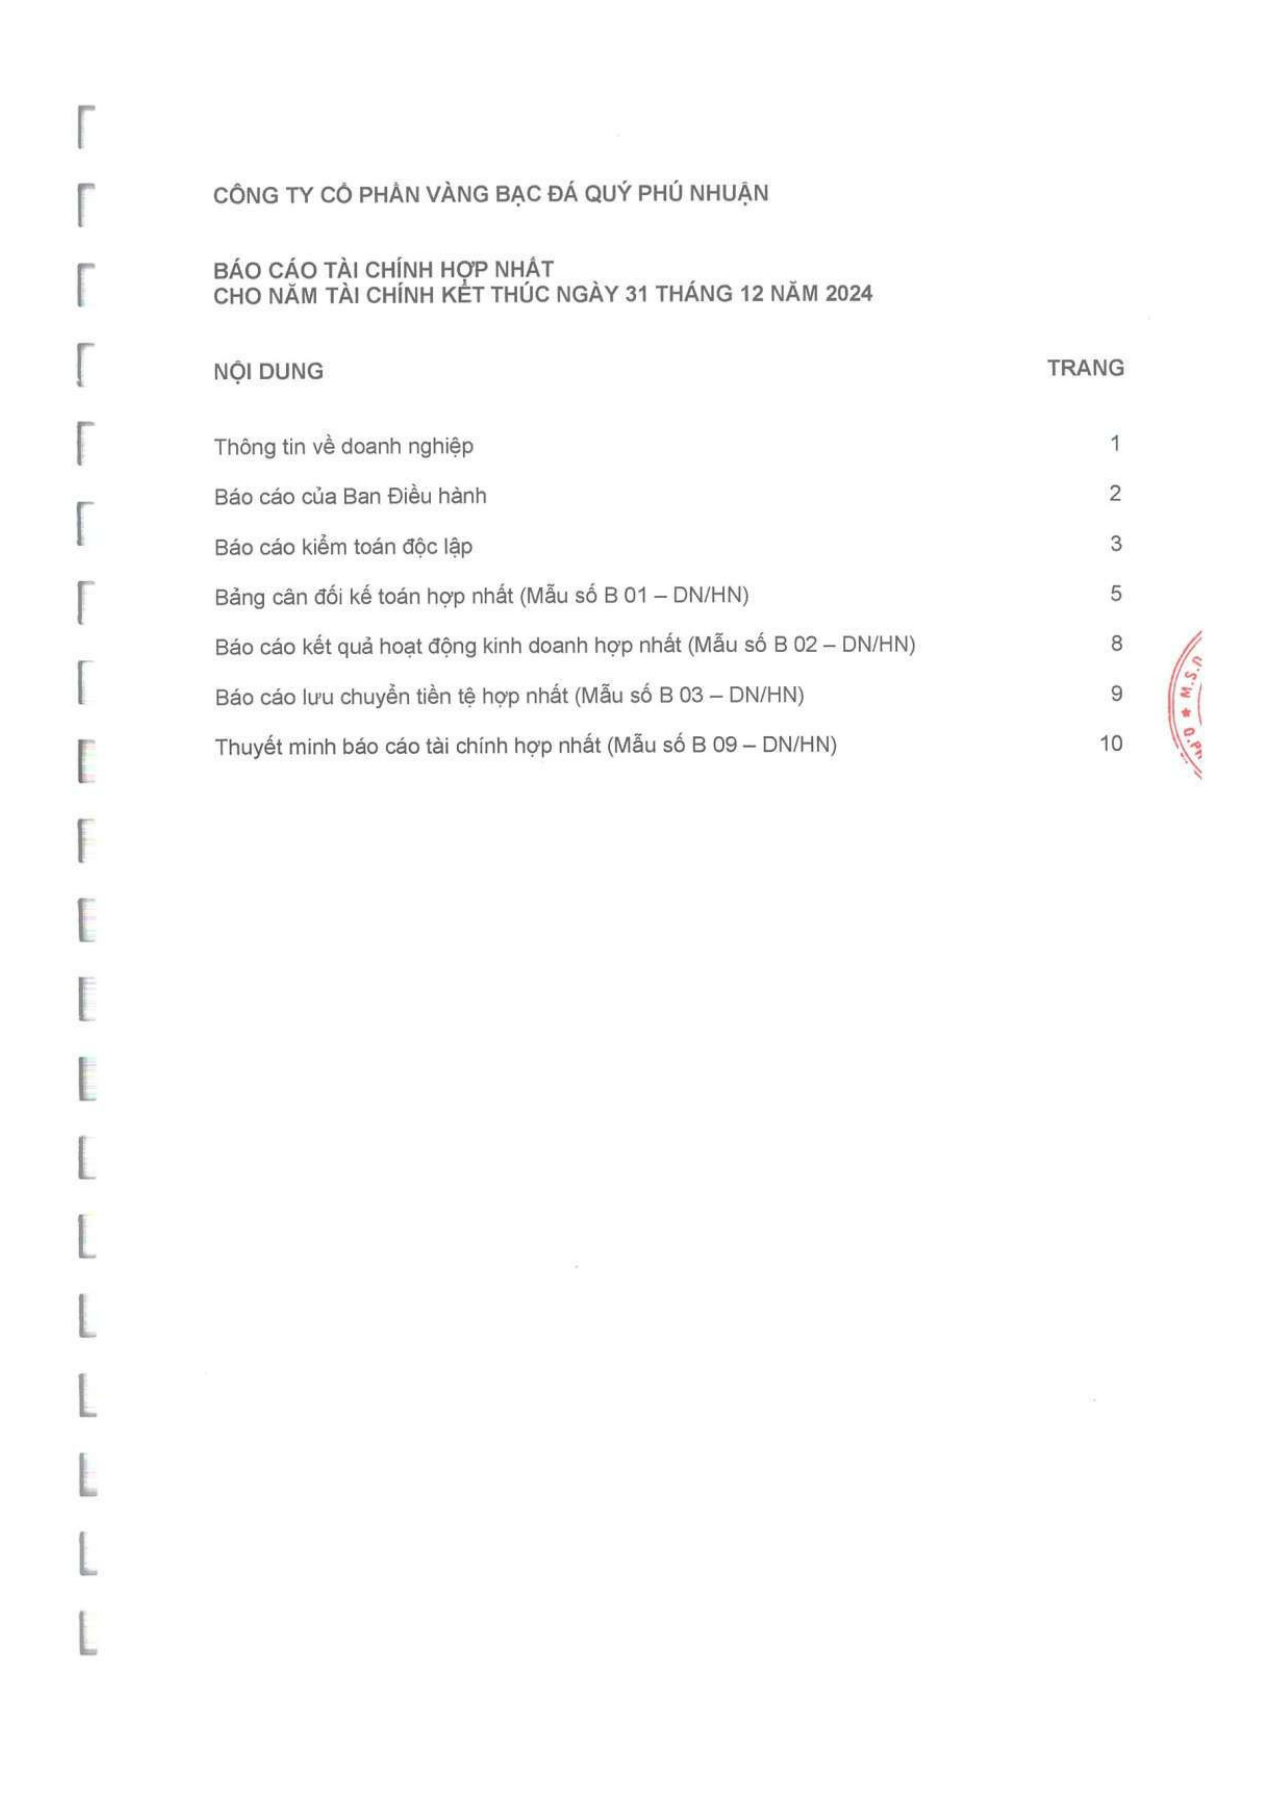 CÔNG TY CỔ PHẦN VÀNG BẠC ĐÁ QUÝ PHÚ NHUẬN
BÁO CÁO TÀI CHÍNH HỢP NHẤT
CHO NĂM TÀI CHÍNH KẾT THÚC NGÀY 31 THÁNG 12 NĂM 2024
NỘI DUNG TRANG
Thông tin về doanh nghiệp 1
Báo cáo của Ban Điều hành 2
Báo cáo kiểm toán độc lập 3
Bảng cân đối kế toán hợp nhất (Mẫu số B 01 – DN/HN) 5
Báo cáo kết quả hoạt động kinh doanh hợp nhất (Mẫu số B 02 – DN/HN) 8
Báo cáo lưu chuyển tiền tệ hợp nhất (Mẫu số B 03 – DN/HN) 9
Thuyết minh báo cáo tài chính hợp nhất (Mẫu số B 09 – DN/HN) 10